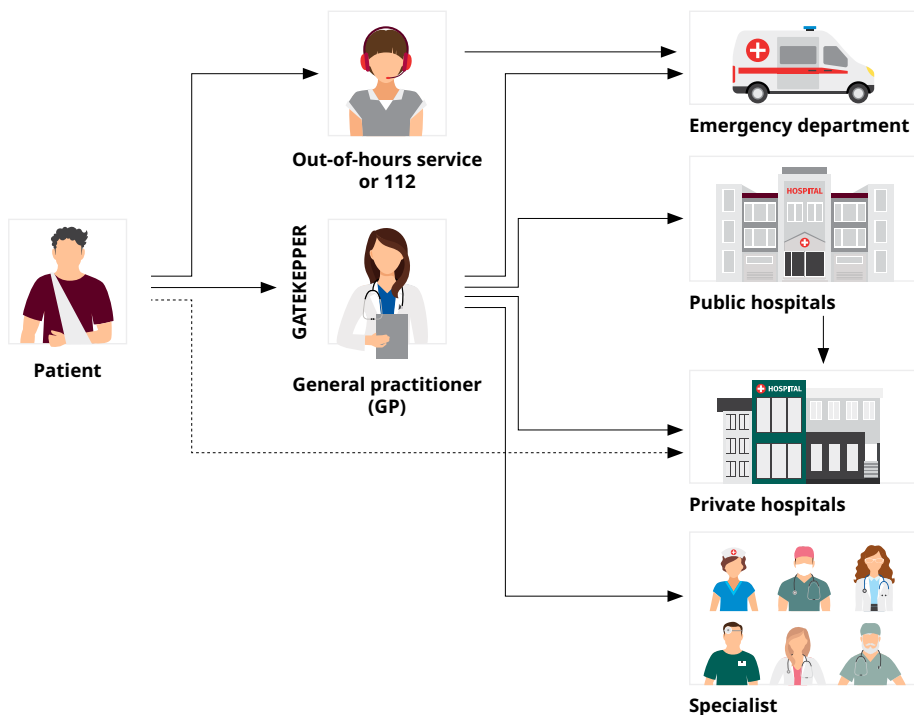 Out-of-hours service
or 112
Emergency department
HOSPITAL
Public hospitals
Patient
GATEKEPPER
General practitioner
(GP)
HOSPITAL
Private hospitals
Specialist